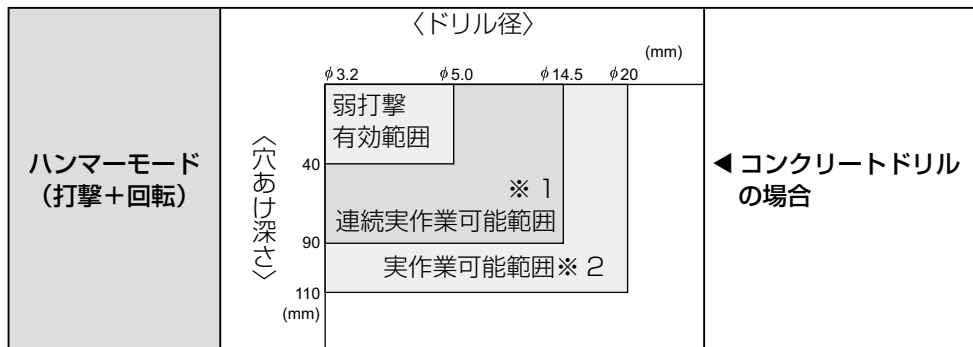 ハンマーモード
(打撃+回転)
〈ドリル径〉
(mm)
φ3.2
φ5.0
φ14.5
φ20
弱打撃
有効範囲
〈穴あけ深さ〉
40
※1
連続実作業可能範囲
90
実作業可能範囲※2
110
(mm)
◀コンクリートドリル
の場合